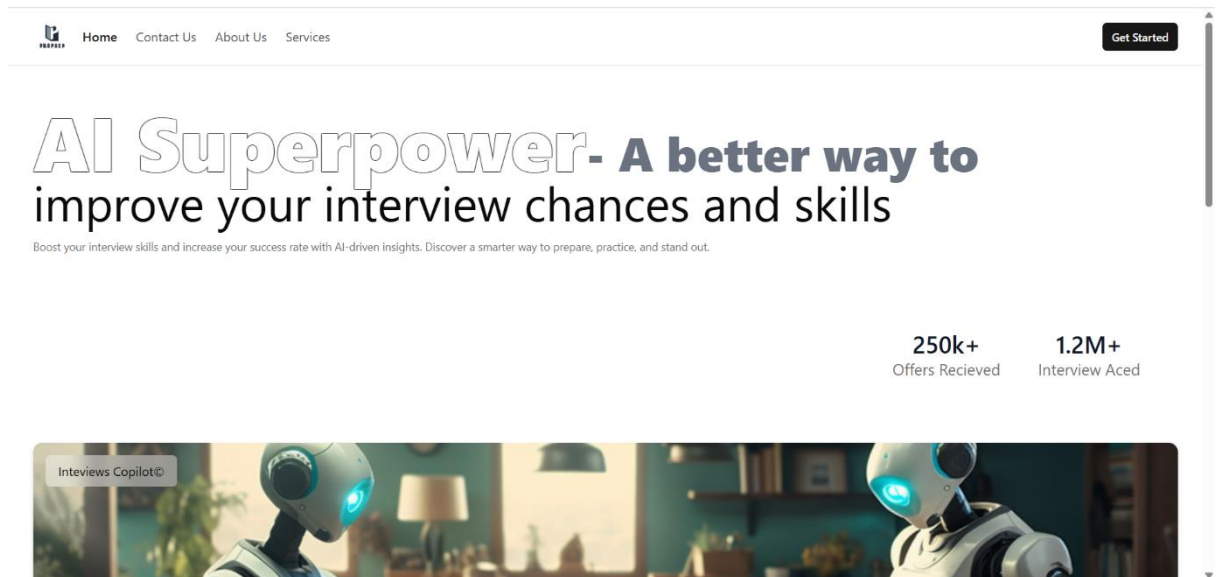 PREPREP
Home Contact Us About Us Services Get Started
AI Superpower- A better way to
improve your interview chances and skills
Boost your interview skills and increase your success rate with AI-driven insights. Discover a smarter way to prepare, practice, and stand out.
250k+ 1.2M+
Offers Recieved Interview Aced
Inteviews Copilot©